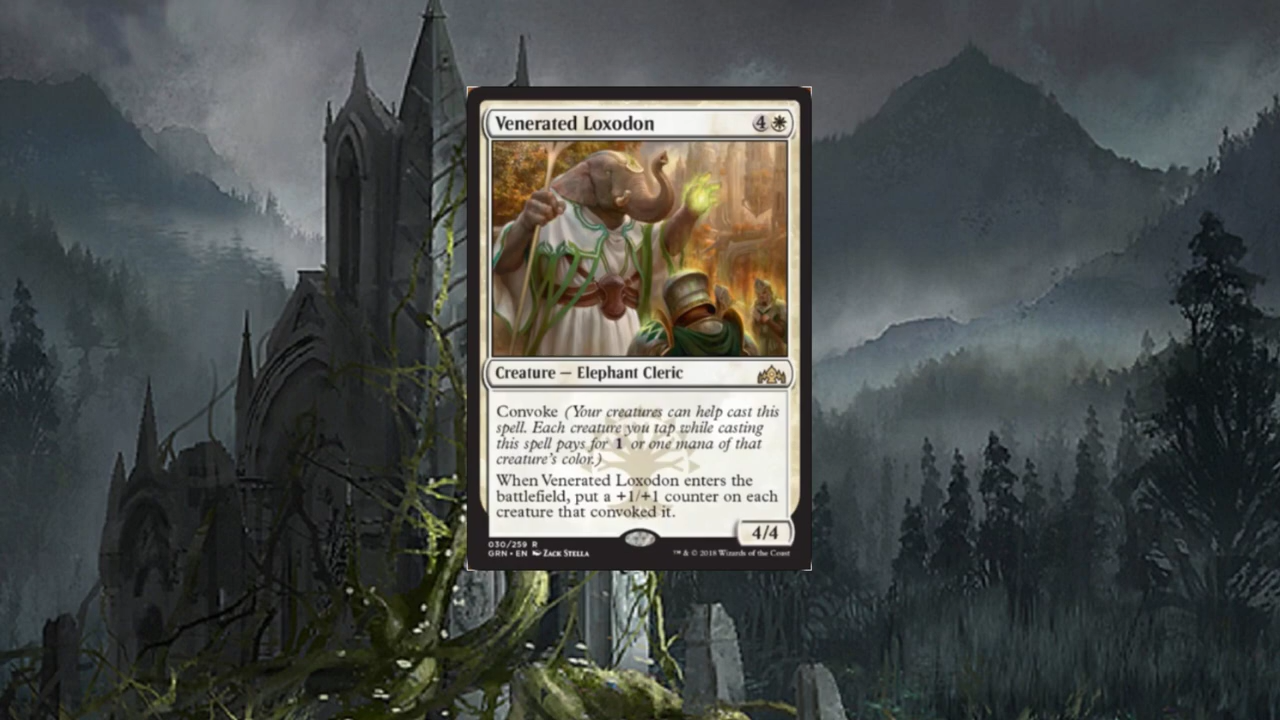 Venerated Loxodon 4
Creature — Elephant Cleric
Convoke (Your creatures can help cast this
spell. Each creature you tap while casting
this spell pays for 1 or one mana of that
creature's color.)
When Venerated Loxodon enters the
battlefield, put a +1/+1 counter on each
creature that convoked it.
4/4
030/259 R
GRN • EN Zack Stella
™ & © 2018 Wizards of the Coast